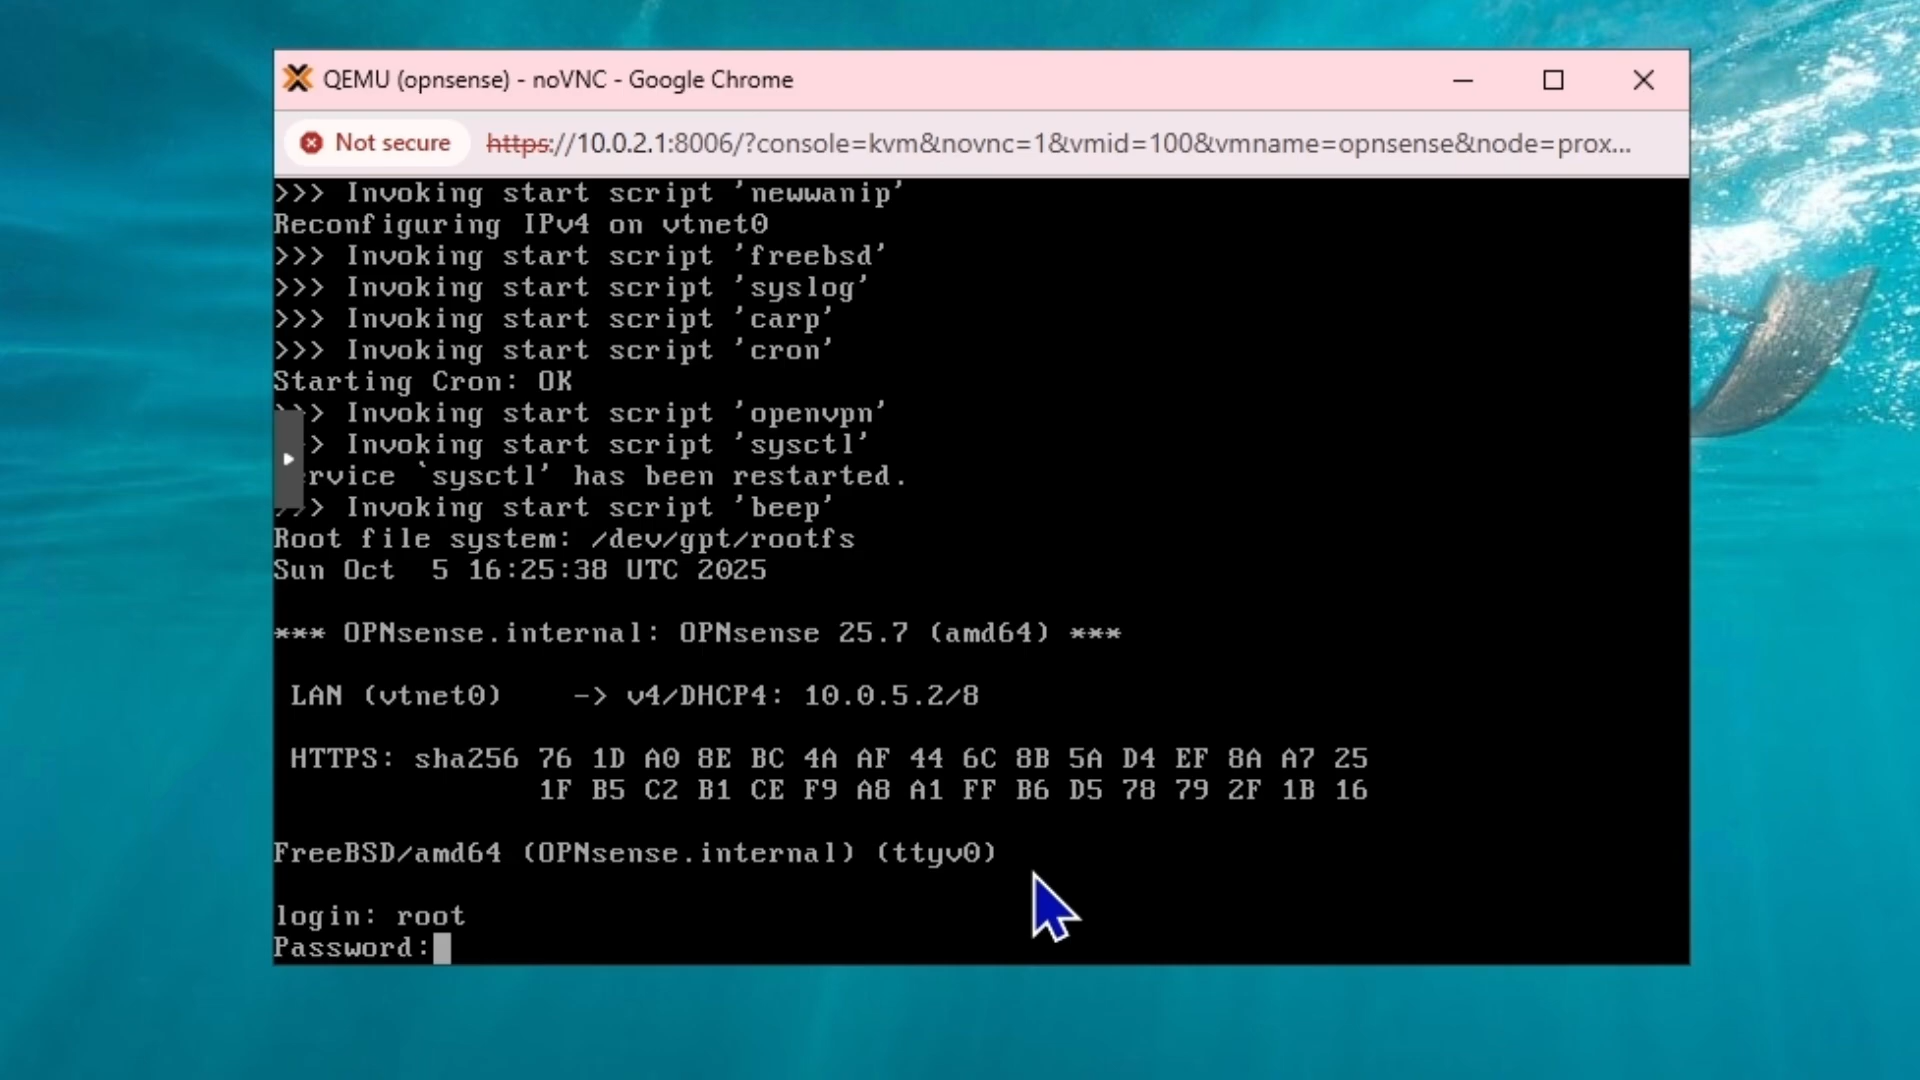 QEMU (opnsense) - noVNC - Google Chrome
Not secure https://10.0.2.1:8006/?console=kvm&novnc=1&vmid=100&vmname=opnsense&node=prox...
>>> Invoking start script 'newwanip'
Reconfiguring IPv4 on vtnet0
>>> Invoking start script 'freebsd'
>>> Invoking start script 'syslog'
>>> Invoking start script 'carp'
>>> Invoking start script 'cron'
Starting Cron: OK
>>> Invoking start script 'openvpn'
> Invoking start script 'sysctl'
rvice `sysctl' has been restarted.
>>> Invoking start script 'beep'
Root file system: /dev/gpt/rootfs
Sun Oct  5 16:25:38 UTC 2025
*** OPNsense.internal: OPNsense 25.7 (amd64) ***
LAN (vtnet0)    -> v4/DHCP4: 10.0.5.2/8
HTTPS: sha256 76 1D A0 8E BC 4A AF 44 6C 8B 5A D4 EF 8A A7 25
1F B5 C2 B1 CE F9 A8 A1 FF B6 D5 78 79 2F 1B 16
FreeBSD/amd64 (OPNsense.internal) (ttyv0)
login: root
Password: